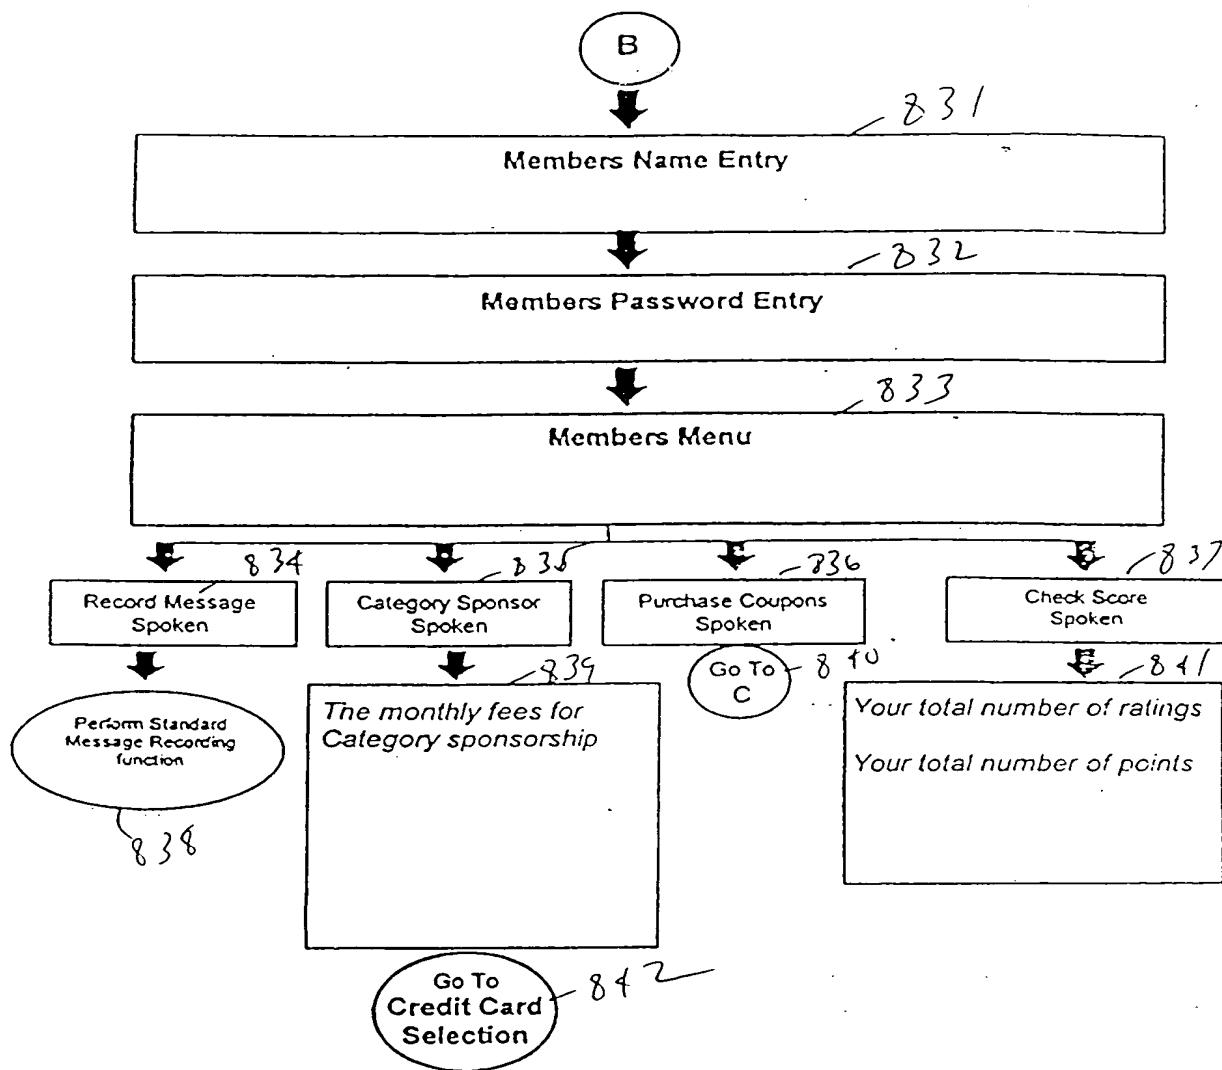 B
831
Members Name Entry
832
Members Password Entry
833
Members Menu
834
835
836
837
Record Message
Spoken
Category Sponsor
Spoken
Purchase Coupons
Spoken
Check Score
Spoken
839
Go To
C
840
841
Perform Standard
Message Recording
function
838
The monthly fees for
Category sponsorship
Your total number of ratings
Your total number of points
Go To
Credit Card
Selection
842